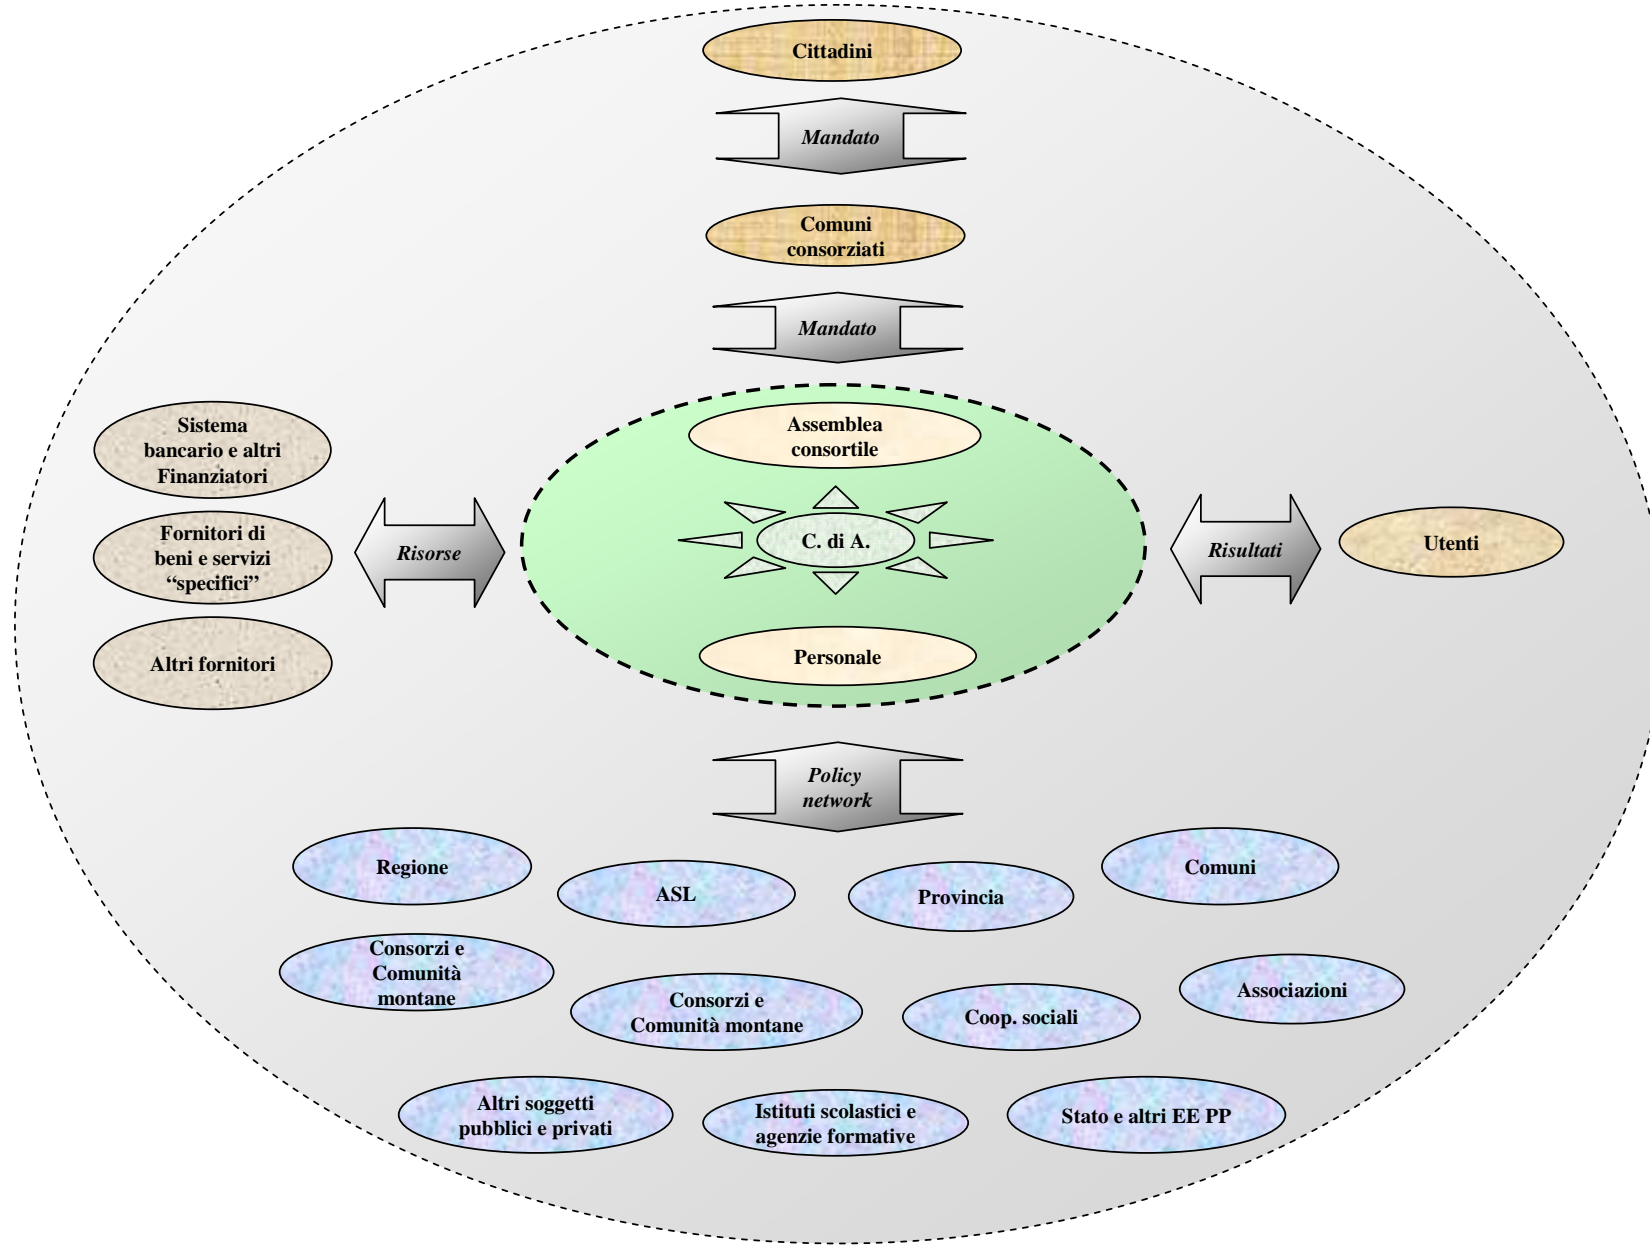 Cittadini
Mandato
Comuni
consorziati
Mandato
Assemblea
consortile
C. di A.
Personale
Sistema
bancario e altri
Finanziatori
Fornitori di
beni e servizi
“specifici”
Altri fornitori
Risorse
Risultati
Utenti
Policy
network
Regione
ASL
Provincia
Comuni
Consorzi e
Comunità
montane
Consorzi e
Comunità montane
Coop. sociali
Associazioni
Altri soggetti
pubblici e privati
Istituti scolastici e
agenzie formative
Stato e altri EE PP